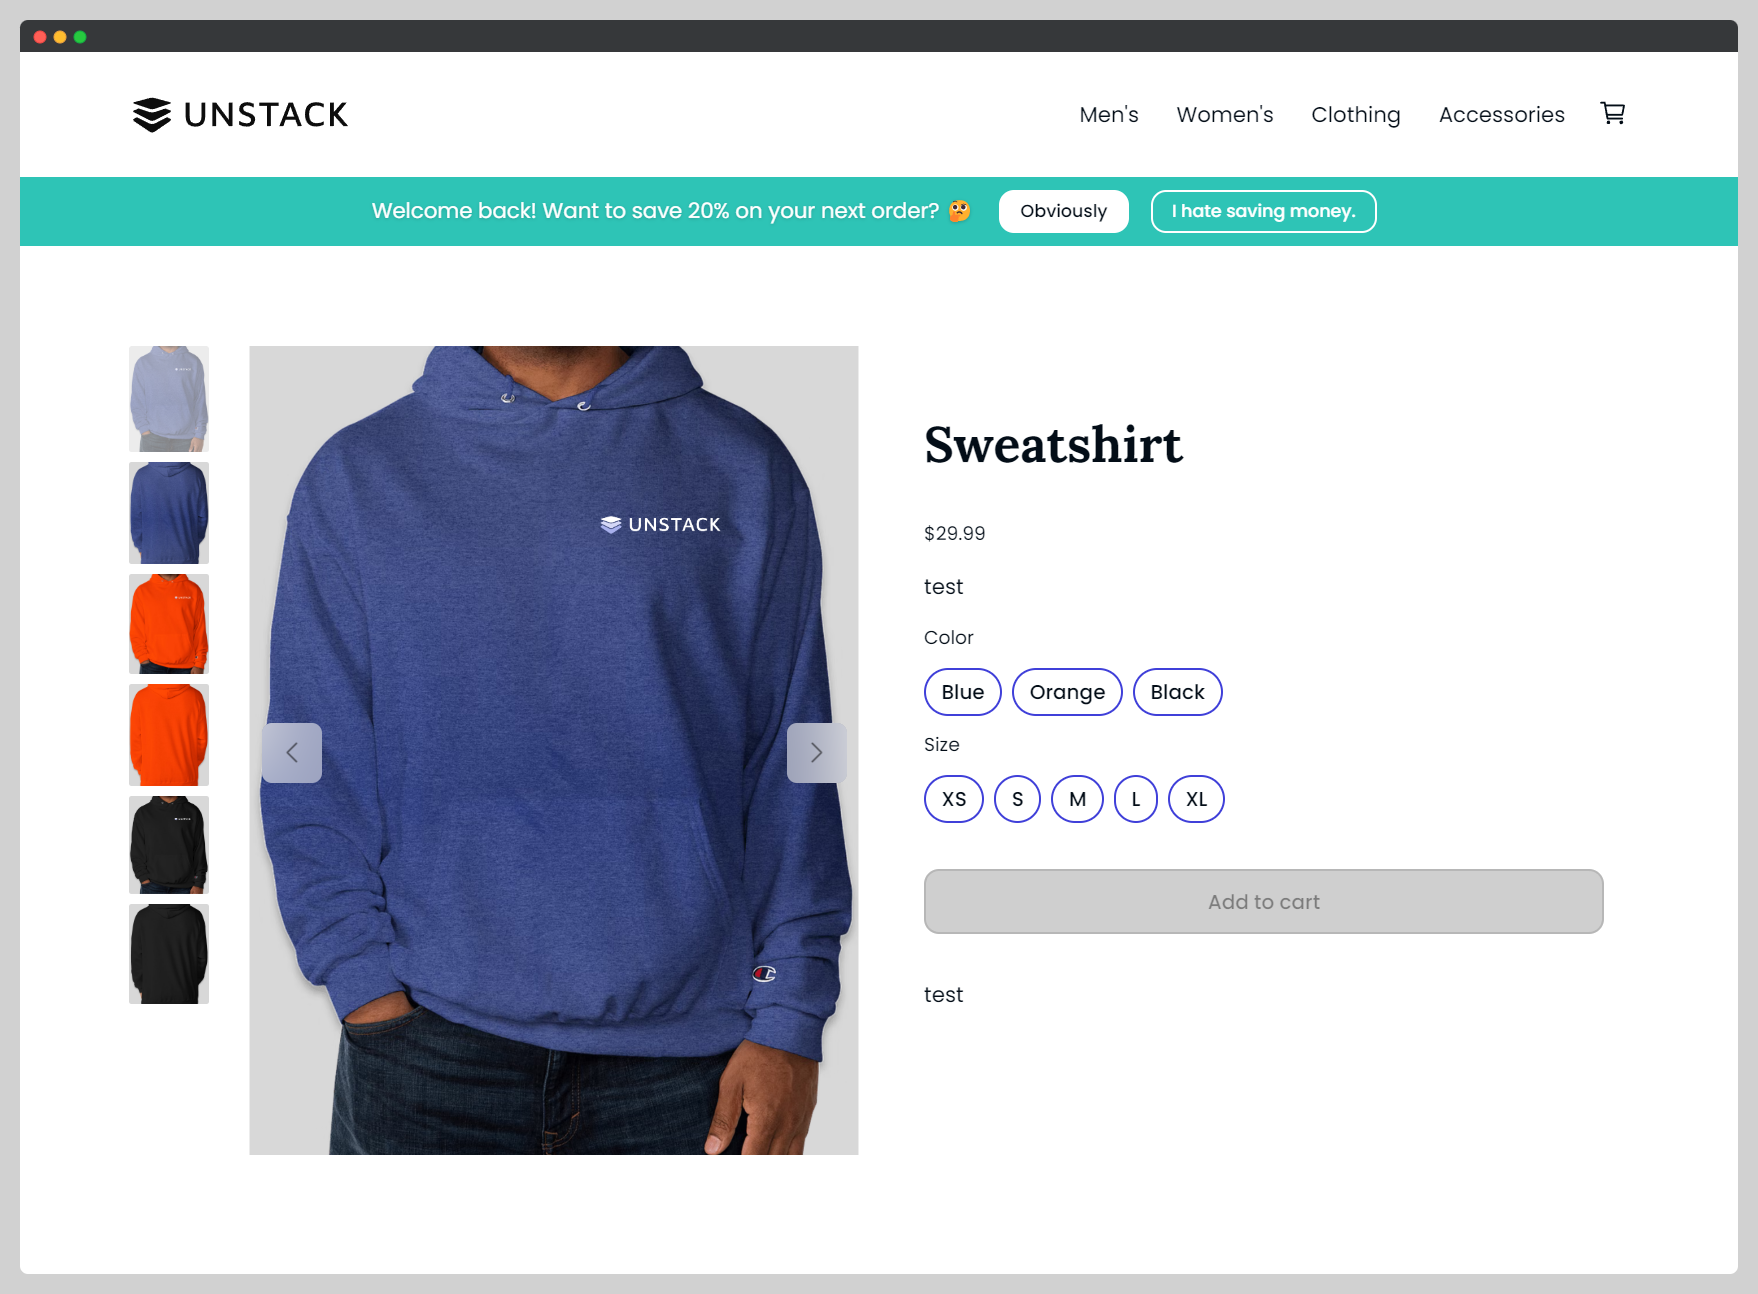 UNSTACK
Men's Women's Clothing Accessories
Welcome back! Want to save 20% on your next order? 🤔 Obviously I hate saving money.
UNSTACK
Sweatshirt
$29.99
test
Color
Blue Orange Black
Size
XS S M L XL
Add to cart
test